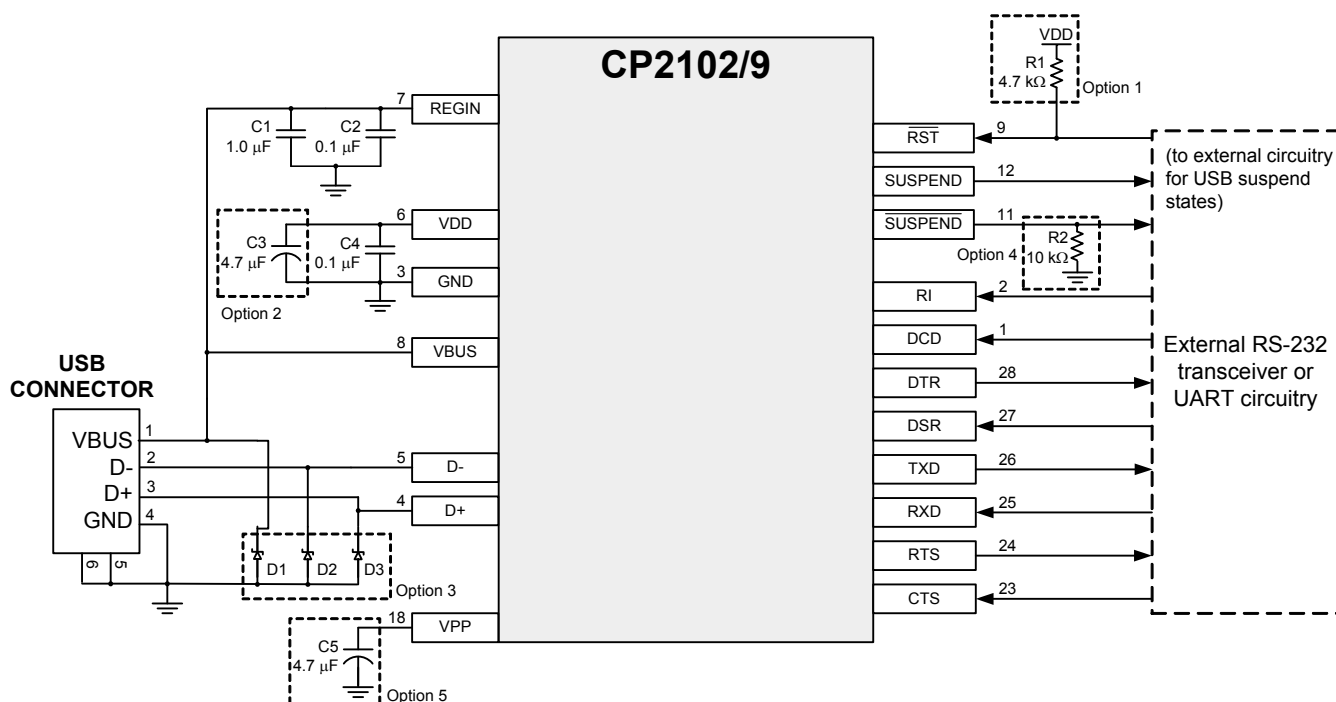 CP2102/9
VDD
R1
4.7 kΩ
Option 1
7
REGIN
C1
1.0 μF
C2
0.1 μF
9
RST
(to external circuitry
for USB suspend
states)
12
SUSPEND
11
SUSPEND
R2
10 kΩ
Option 4
6
VDD
C3
4.7 μF
C4
0.1 μF
3
GND
Option 2
2
RI
1
DCD
28
DTR
27
DSR
26
TXD
25
RXD
24
RTS
23
CTS
External RS-232
transceiver or
UART circuitry
8
VBUS
USB
CONNECTOR
VBUS
1
D-
2
D+
3
GND
4
6
5
5
D-
4
D+
D1
D2
D3
Option 3
18
VPP
C5
4.7 μF
Option 5